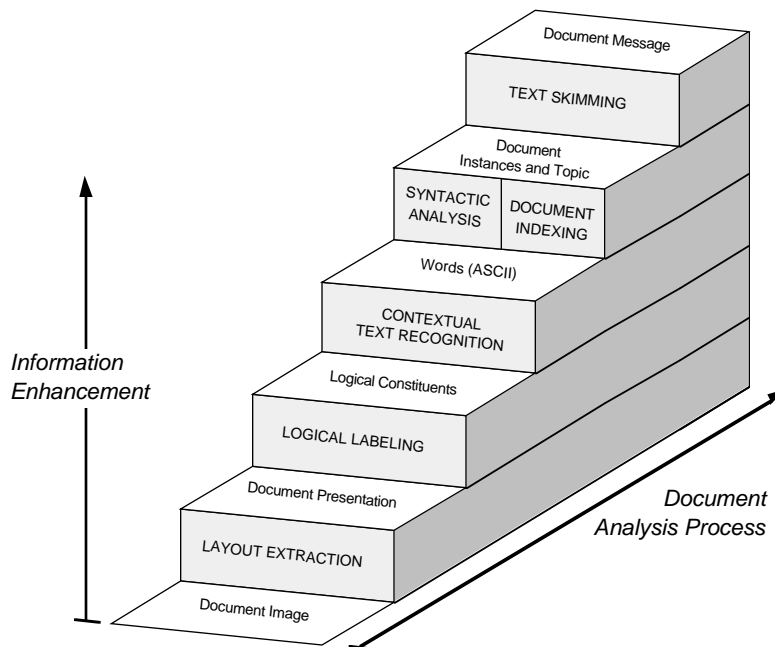 Document Message
TEXT SKIMMING
Document
Instances and Topic
SYNTACTIC
ANALYSIS
DOCUMENT
INDEXING
Words (ASCII)
CONTEXTUAL
TEXT RECOGNITION
Information
Enhancement
Logical Constituents
LOGICAL LABELING
Document Presentation
Document
Analysis Process
LAYOUT EXTRACTION
Document Image